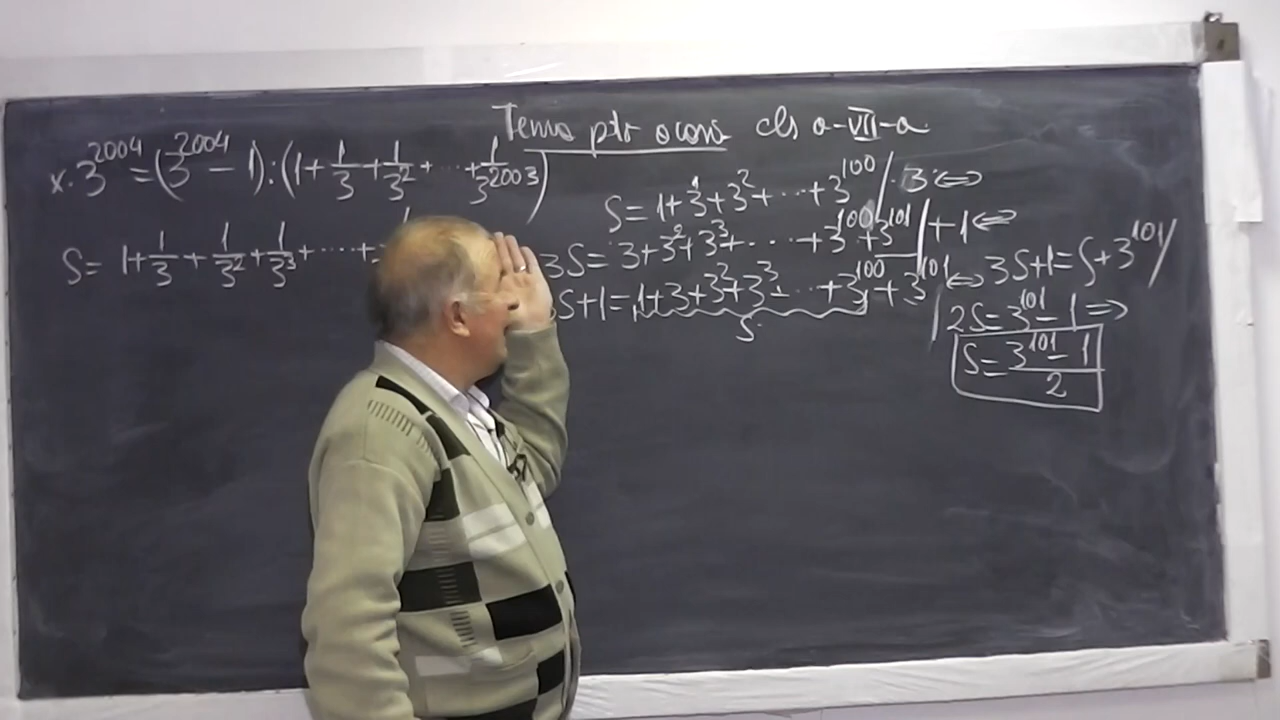 Tema ptr acasă cls a-VII-a
x·3^2004=(3^2004-1):(1+1/3+1/3^2+...+1/3^2003)
S=1+1/3+1/3^2+1/3^3+...+
S=1+3^1+3^2+...+3^100/·3⇔
3S=3+3^2+3^3+...+3^100+3^101/+1⇔
S+1=1+3+3^2+3^3+...+3^100+3^101⇔3S+1=S+3^101/
S
2S=3^101-1⇒
S=(3^101-1)/2